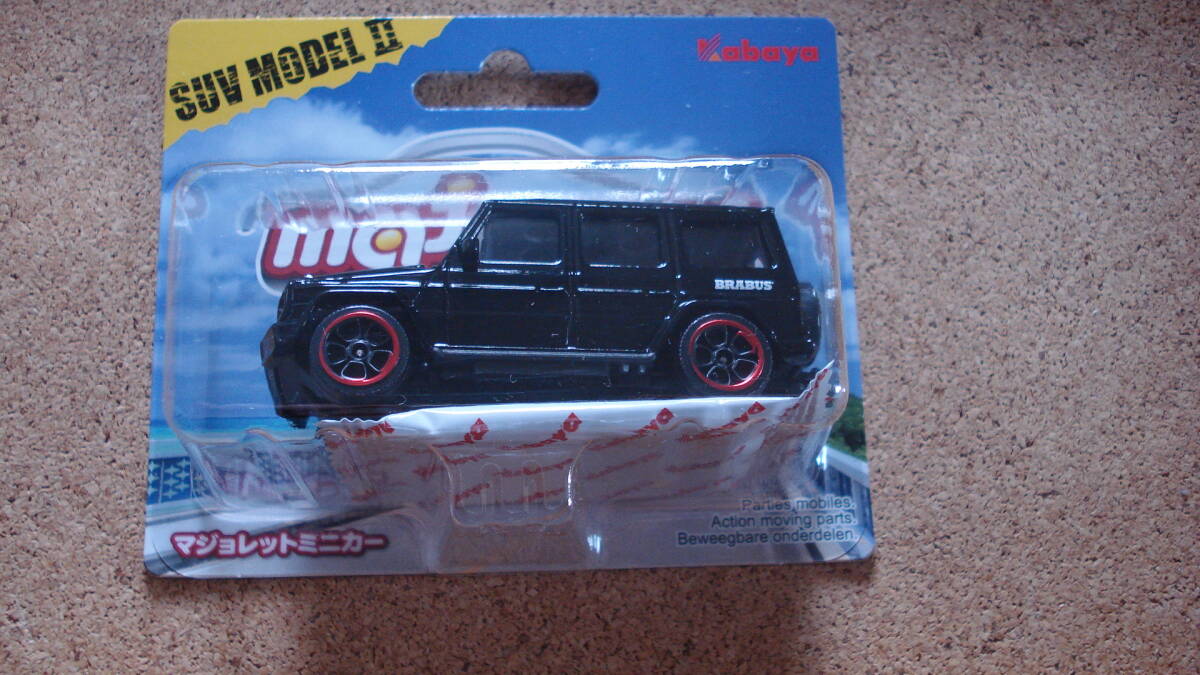 SUV MODEL II
Kabaya
BRABUS
マジョレットミニカー
Parties mobiles.
Action moving parts.
Beweegbare onderdelen.